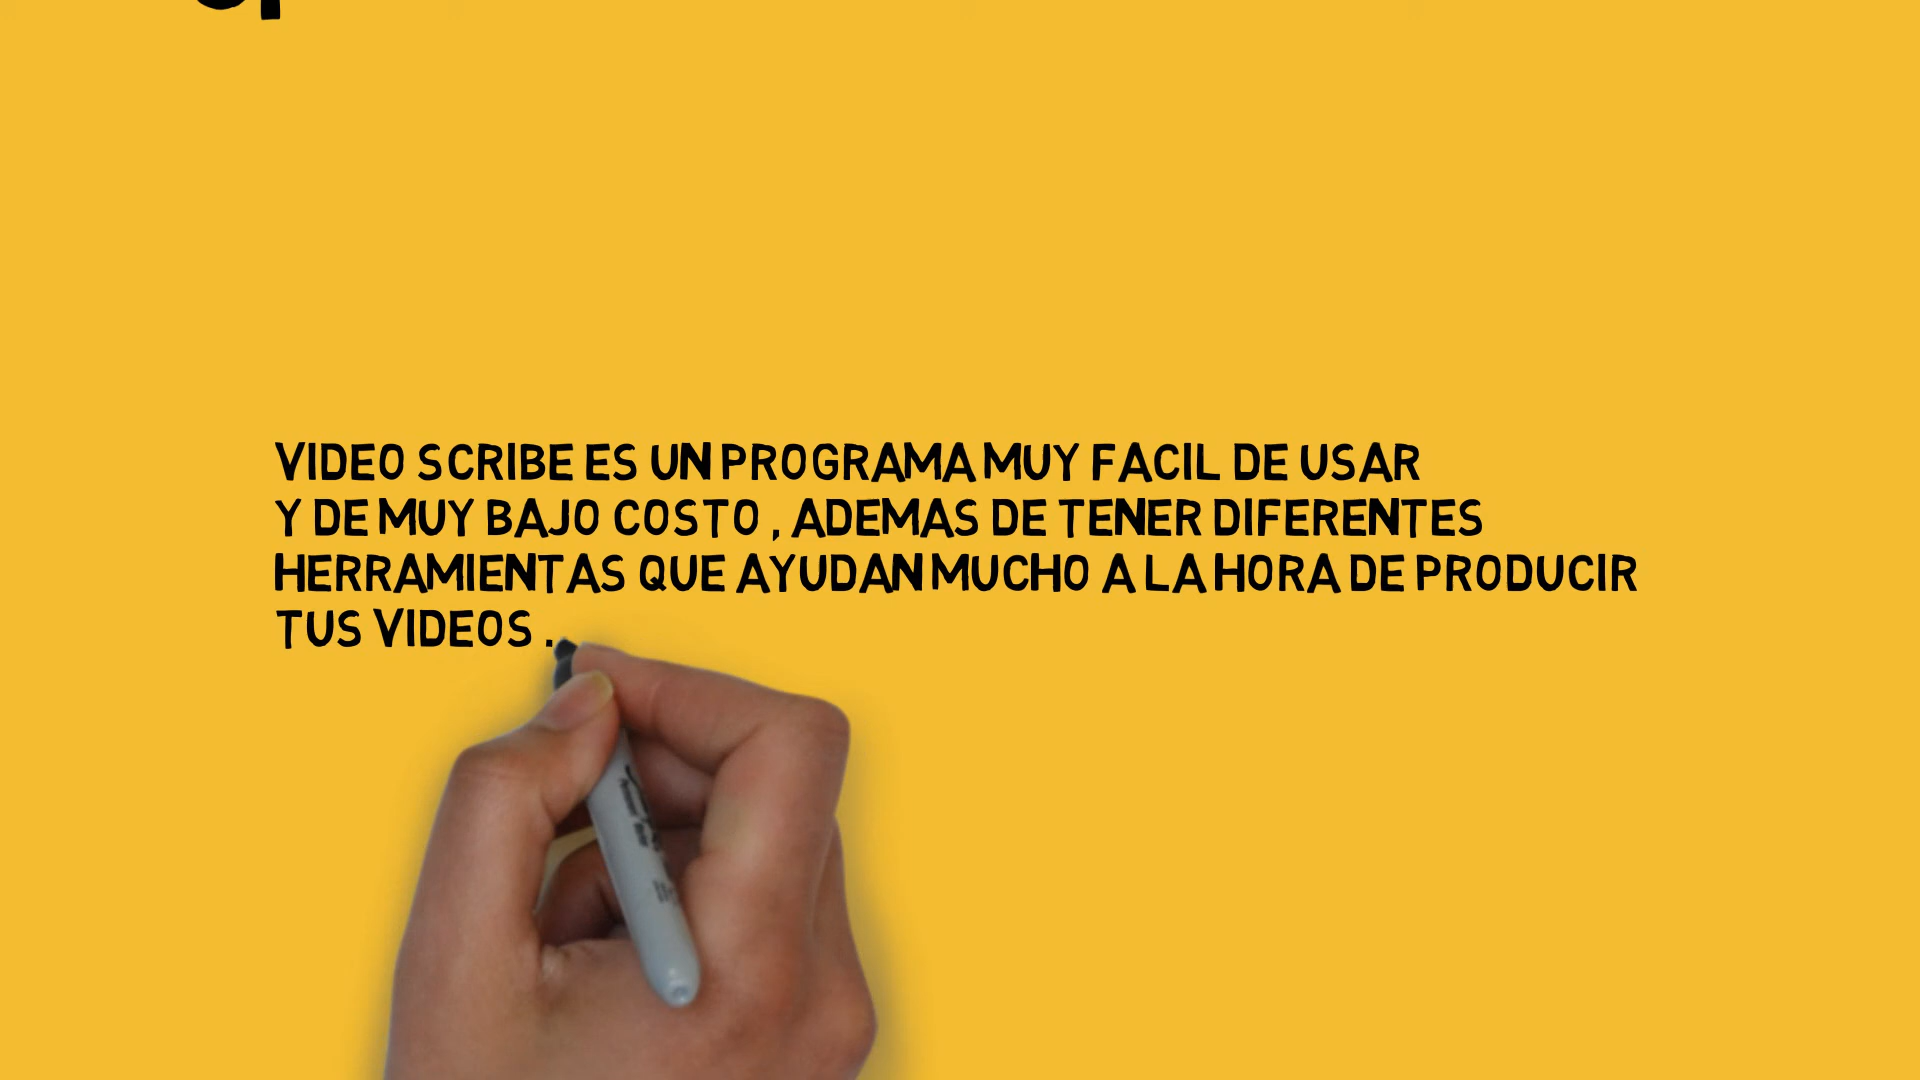 VIDEO SCRIBE ES UN PROGRAMA MUY FACIL DE USAR
Y DE MUY BAJO COSTO , ADEMAS DE TENER DIFERENTES
HERRAMIENTAS QUE AYUDAN MUCHO A LA HORA DE PRODUCIR
TUS VIDEOS .